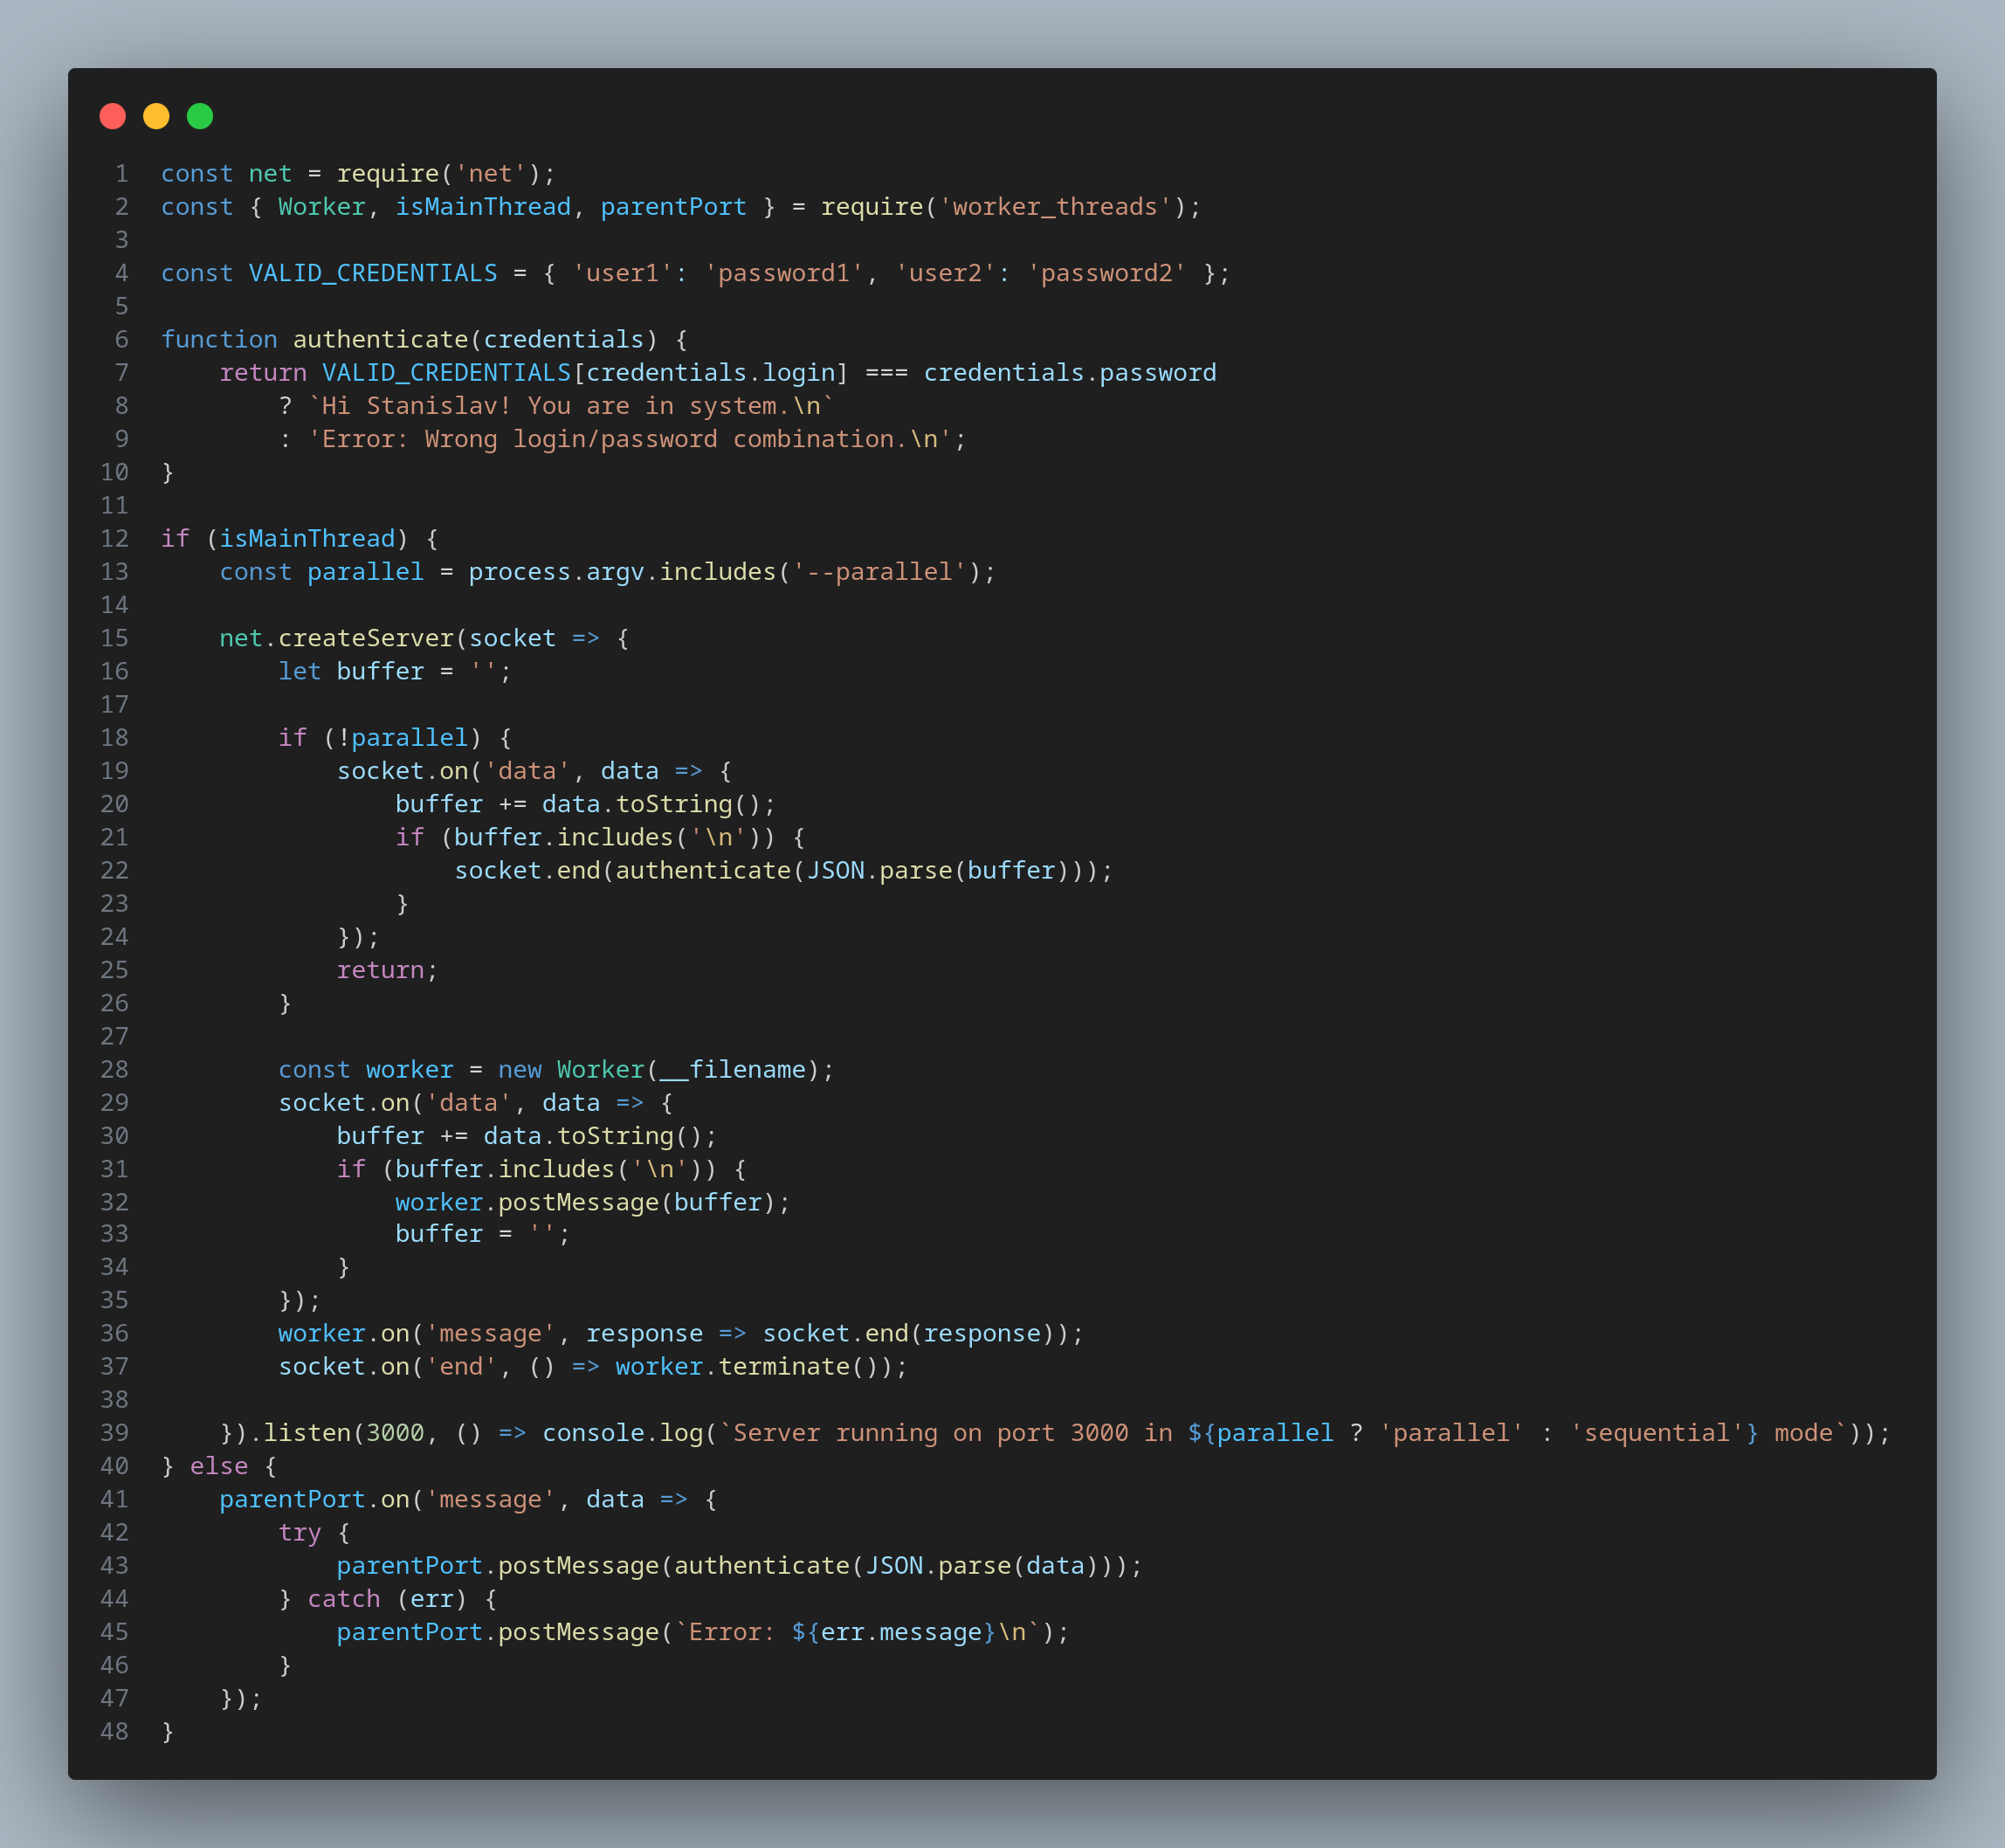 1 const net = require('net');
2 const { Worker, isMainThread, parentPort } = require('worker_threads');
3
4 const VALID_CREDENTIALS = { 'user1': 'password1', 'user2': 'password2' };
5
6 function authenticate(credentials) {
7     return VALID_CREDENTIALS[credentials.login] === credentials.password
8         ? `Hi Stanislav! You are in system.\n`
9         : 'Error: Wrong login/password combination.\n';
10 }
11
12 if (isMainThread) {
13     const parallel = process.argv.includes('--parallel');
14
15     net.createServer(socket => {
16         let buffer = '';
17
18         if (!parallel) {
19             socket.on('data', data => {
20                 buffer += data.toString();
21                 if (buffer.includes('\n')) {
22                     socket.end(authenticate(JSON.parse(buffer)));
23                 }
24             });
25             return;
26         }
27
28         const worker = new Worker(__filename);
29         socket.on('data', data => {
30             buffer += data.toString();
31             if (buffer.includes('\n')) {
32                 worker.postMessage(buffer);
33                 buffer = '';
34             }
35         });
36         worker.on('message', response => socket.end(response));
37         socket.on('end', () => worker.terminate());
38
39     }).listen(3000, () => console.log(`Server running on port 3000 in ${parallel ? 'parallel' : 'sequential'} mode`));
40 } else {
41     parentPort.on('message', data => {
42         try {
43             parentPort.postMessage(authenticate(JSON.parse(data)));
44         } catch (err) {
45             parentPort.postMessage(`Error: ${err.message}\n`);
46         }
47     });
48 }